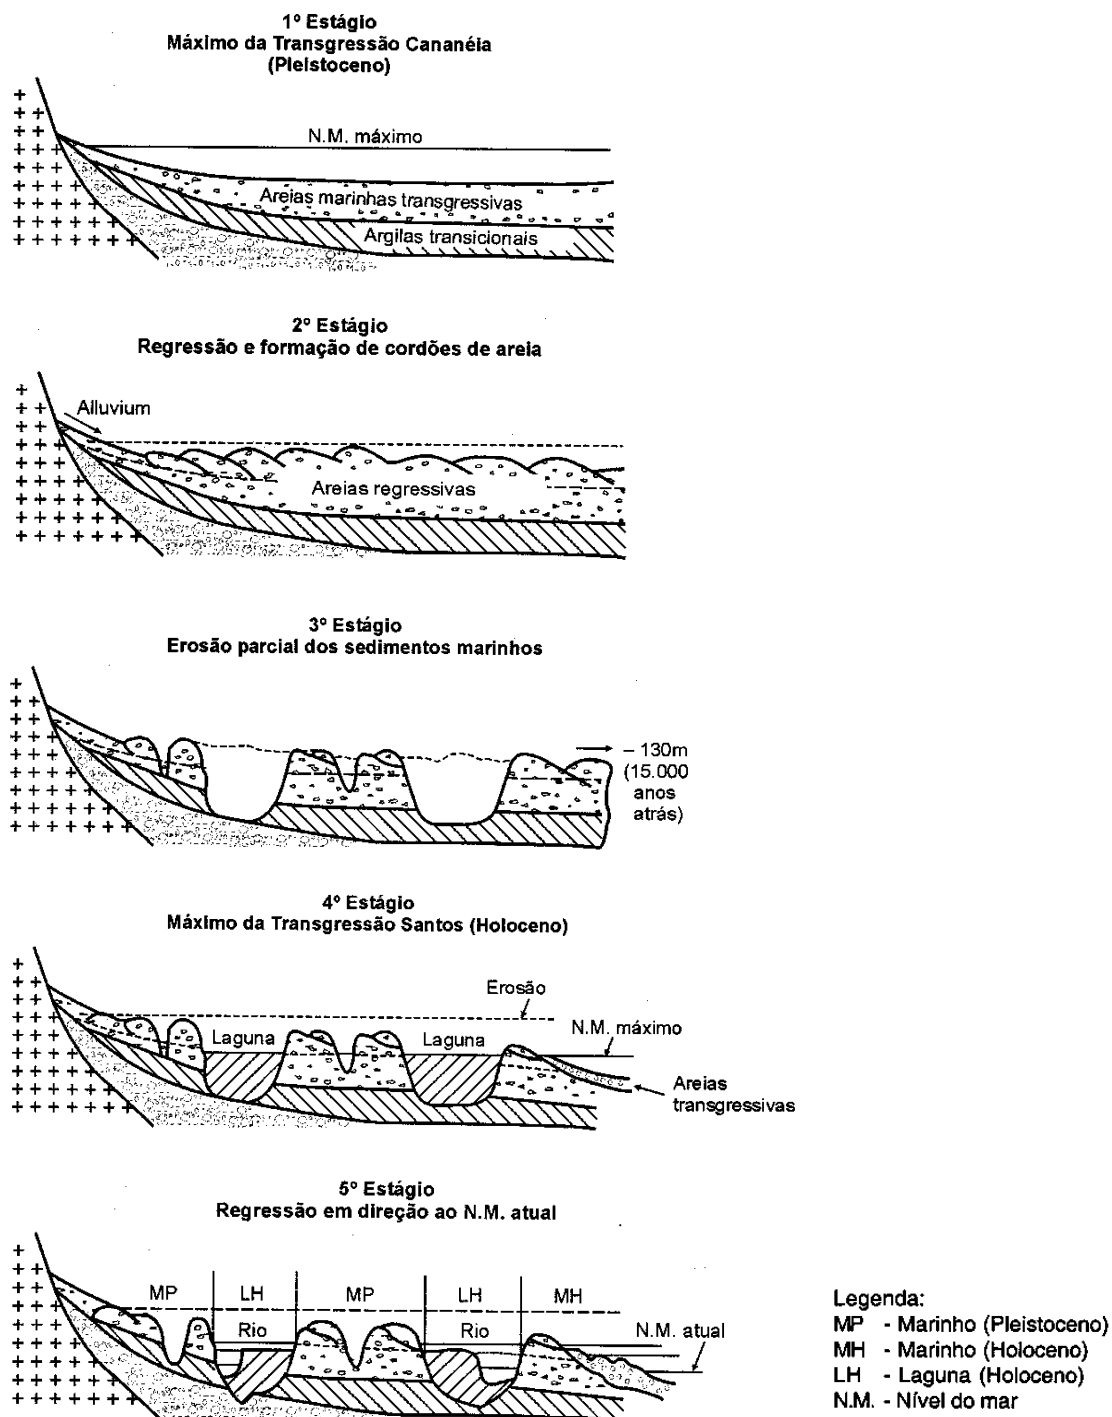 1º Estágio
Máximo da Transgressão Cananéia
(Pleistoceno)
N.M. máximo
Areias marinhas transgressivas
Argilas transicionais
2º Estágio
Regressão e formação de cordões de areia
Alluvium
Areias regressivas
3º Estágio
Erosão parcial dos sedimentos marinhos
– 130m
(15.000
anos
atrás)
4º Estágio
Máximo da Transgressão Santos (Holoceno)
Erosão
N.M. máximo
Laguna
Laguna
Areias
transgressivas
5º Estágio
Regressão em direção ao N.M. atual
MP
LH
MP
LH
MH
Rio
Rio
N.M. atual
Legenda:
MP - Marinho (Pleistoceno)
MH - Marinho (Holoceno)
LH - Laguna (Holoceno)
N.M. - Nível do mar